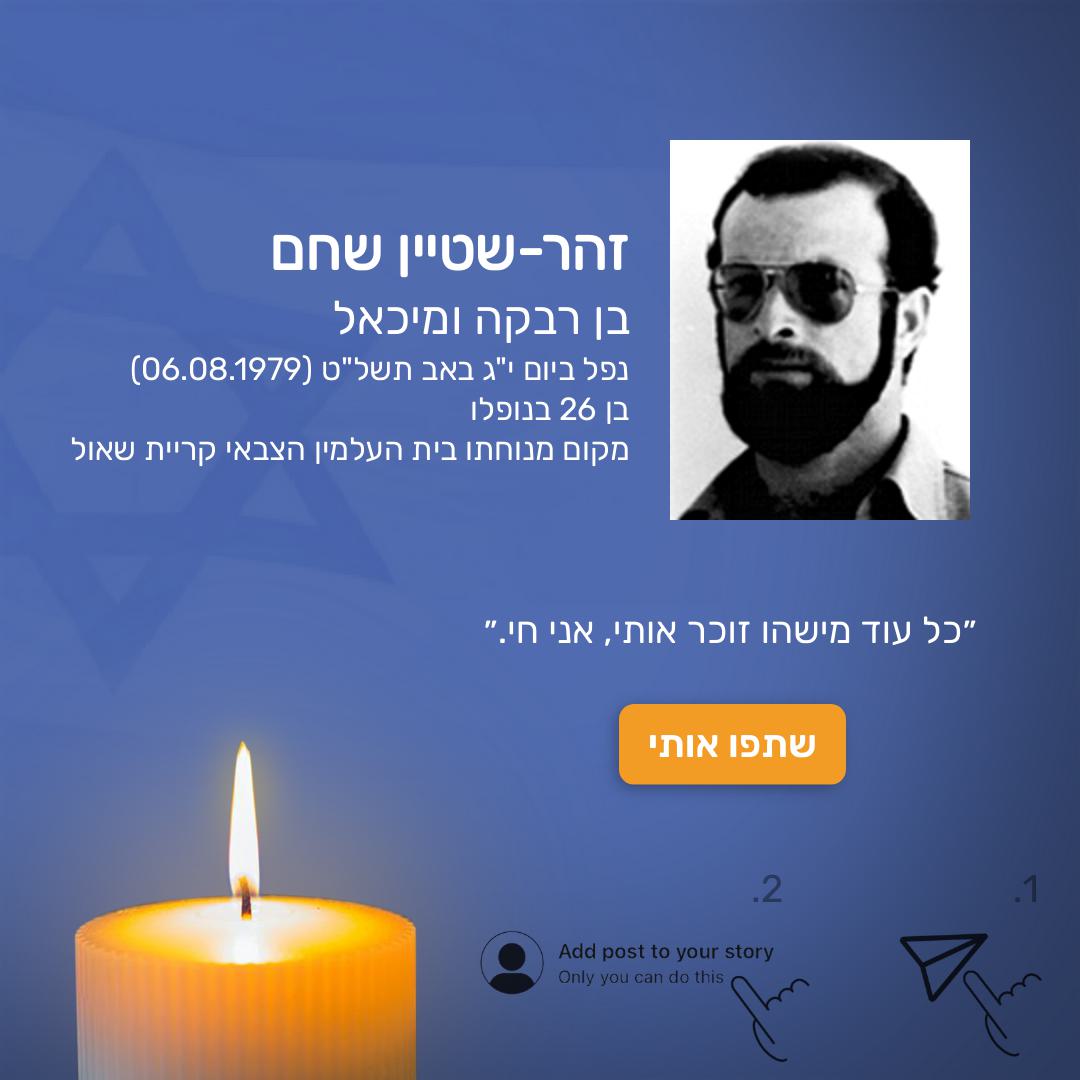 זהר-שטיין שחם
בן רבקה ומיכאל
נפל ביום י"ג באב תשל"ט (06.08.1979)
בן 26 בנופלו
מקום מנוחתו בית העלמין הצבאי קריית שאול
״כל עוד מישהו זוכר אותי, אני חי.״
שתפו אותי
1.
2.
Add post to your story
Only you can do this